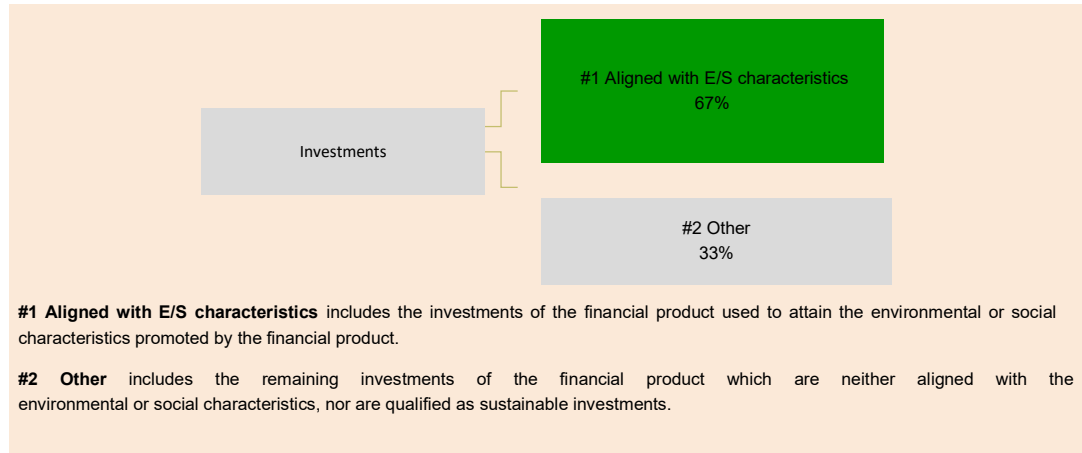 #1 Aligned with E/S characteristics
67%
Investments
#2 Other
33%
#1 Aligned with E/S characteristics includes the investments of the financial product used to attain the environmental or social
characteristics promoted by the financial product.
#2 Other includes the remaining investments of the financial product which are neither aligned with the
environmental or social characteristics, nor are qualified as sustainable investments.